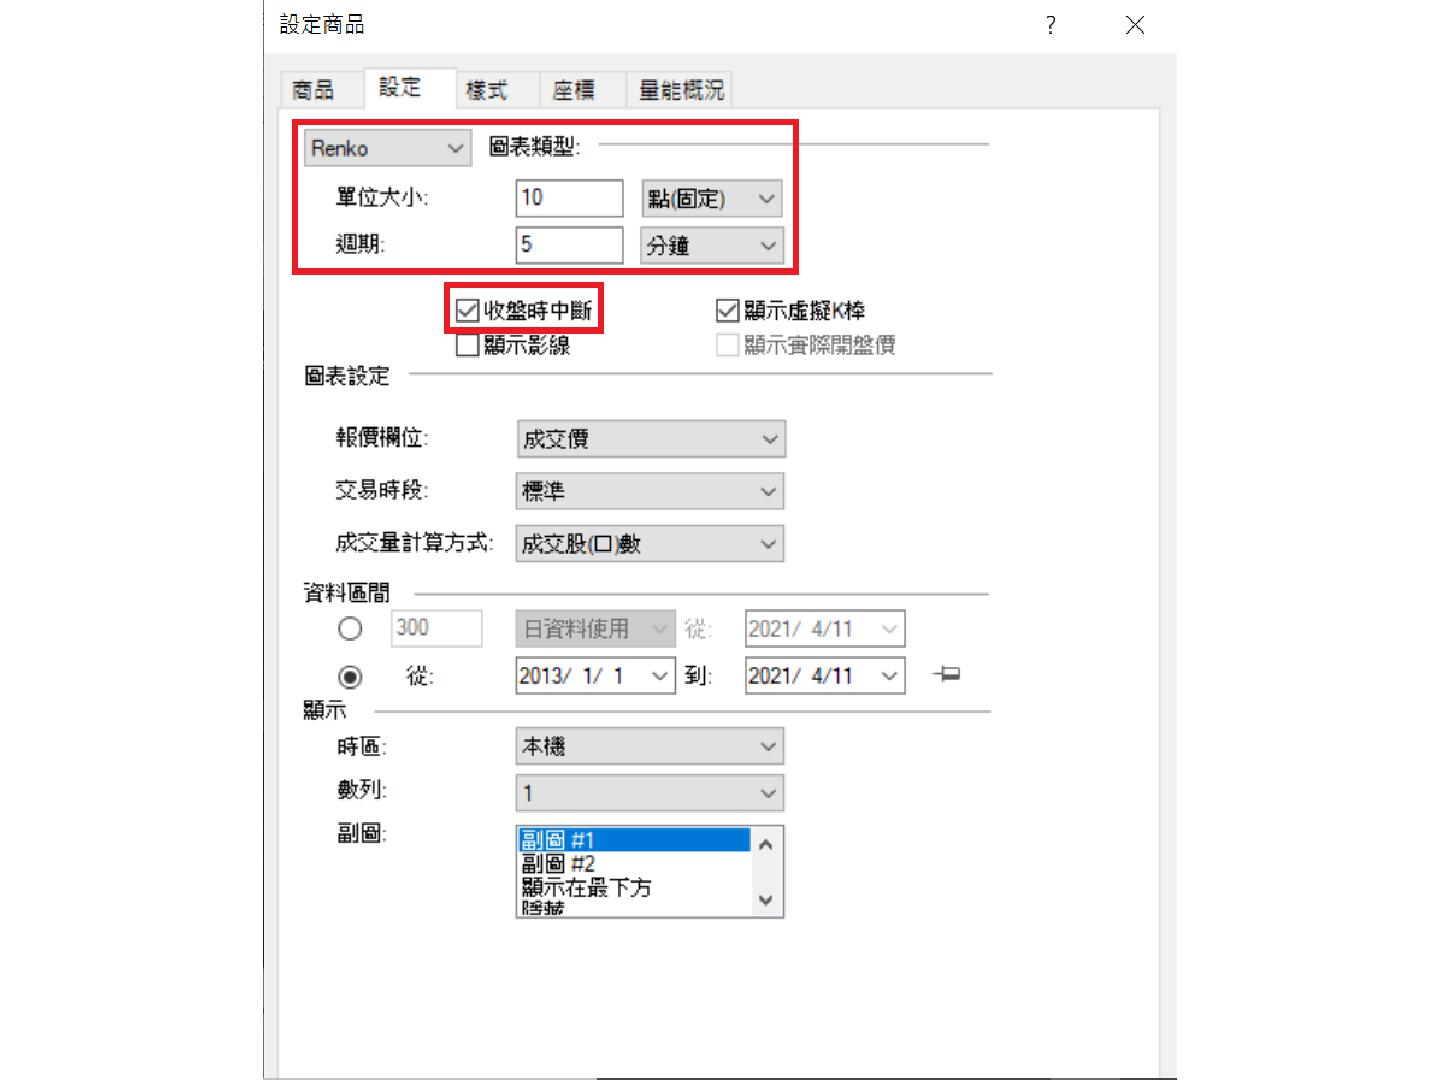 設定商品 ?
商品 設定 樣式 座標 量能概況
Renko 圖表類型:
單位大小: 10 點(固定)
週期: 5 分鐘
收盤時中斷 顯示虛擬K棒
顯示影線 顯示實際開盤價
圖表設定
報價欄位: 成交價
交易時段: 標準
成交量計算方式: 成交股(口)數
資料區間
300 日資料使用 從: 2021/ 4/11
從: 2013/ 1/ 1 到: 2021/ 4/11
顯示
時區: 本機
數列: 1
副圖: 副圖 #1
副圖 #2
顯示在最下方
隱藏